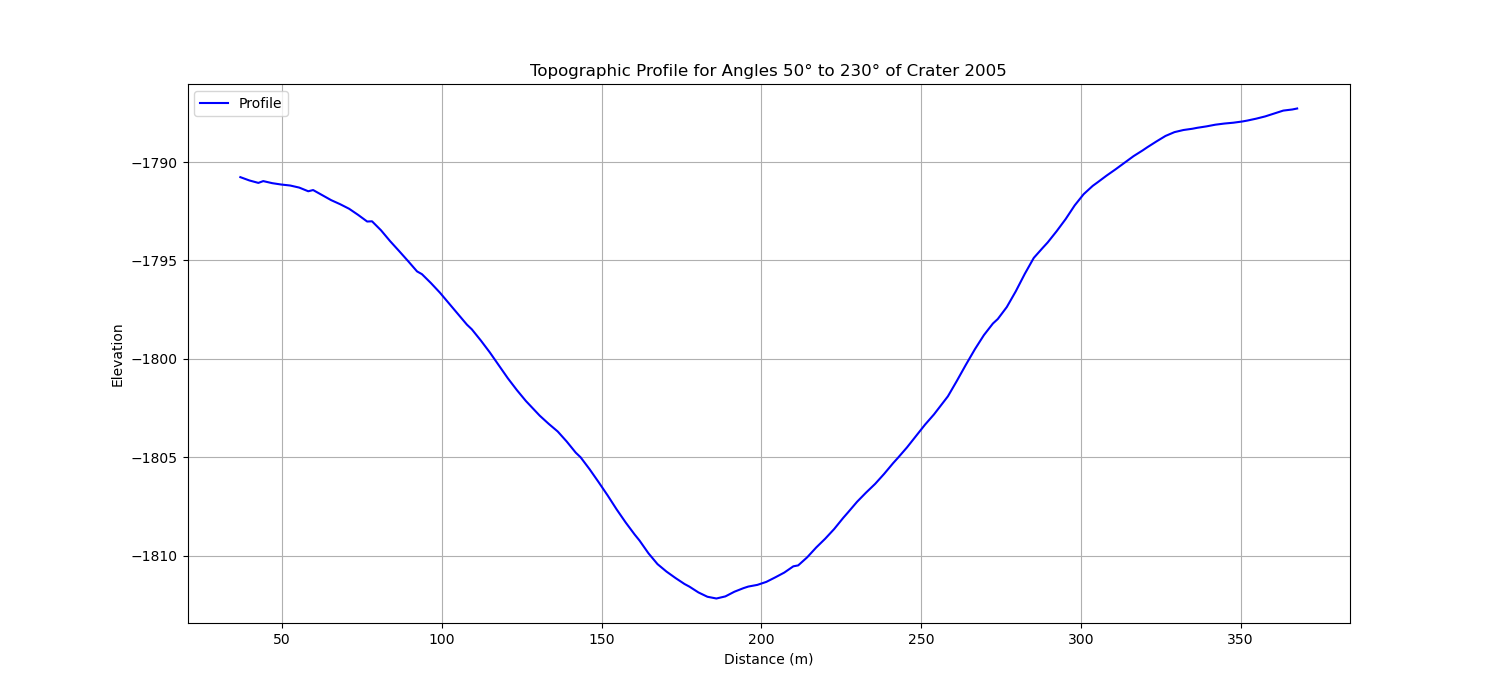 Topographic Profile for Angles 50° to 230° of Crater 2005
Profile
−1790
−1795
−1800
−1805
−1810
Elevation
50 100 150 200 250 300 350
Distance (m)